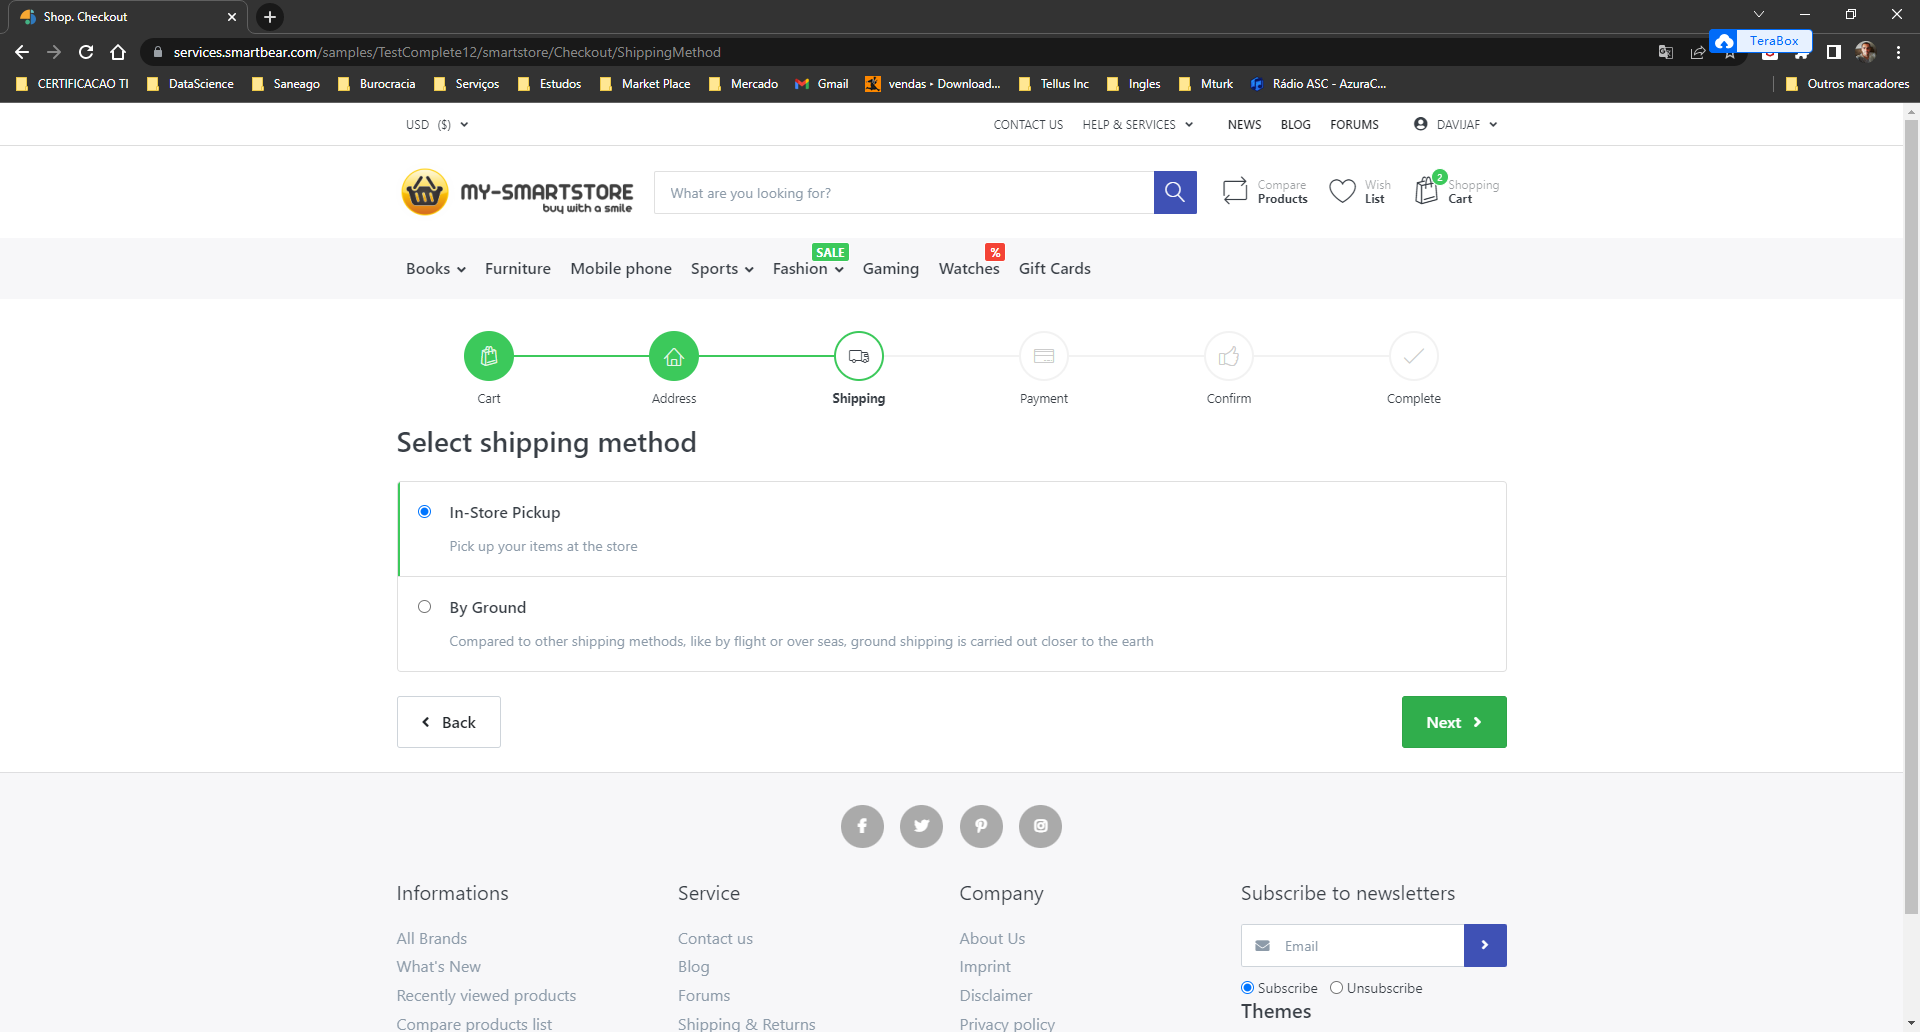 Shop. Checkout
services.smartbear.com/samples/TestComplete12/smartstore/Checkout/ShippingMethod
TeraBox
CERTIFICACAO TI DataScience Saneago Burocracia Serviços Estudos Market Place Mercado Gmail vendas ‣ Download... Tellus Inc Ingles Mturk Rádio ASC - AzuraC... Outros marcadores
USD ($) CONTACT US HELP & SERVICES NEWS BLOG FORUMS DAVIJAF
MY-SMARTSTORE
buy with a smile
What are you looking for?
Compare
Products
Wish
List
2
Shopping
Cart
SALE %
Books Furniture Mobile phone Sports Fashion Gaming Watches Gift Cards
Cart Address Shipping Payment Confirm Complete
Select shipping method
In-Store Pickup
Pick up your items at the store
By Ground
Compared to other shipping methods, like by flight or over seas, ground shipping is carried out closer to the earth
Back Next
Informations
All Brands
What's New
Recently viewed products
Compare products list
Service
Contact us
Blog
Forums
Shipping & Returns
Company
About Us
Imprint
Disclaimer
Privacy policy
Subscribe to newsletters
Email
Subscribe Unsubscribe
Themes